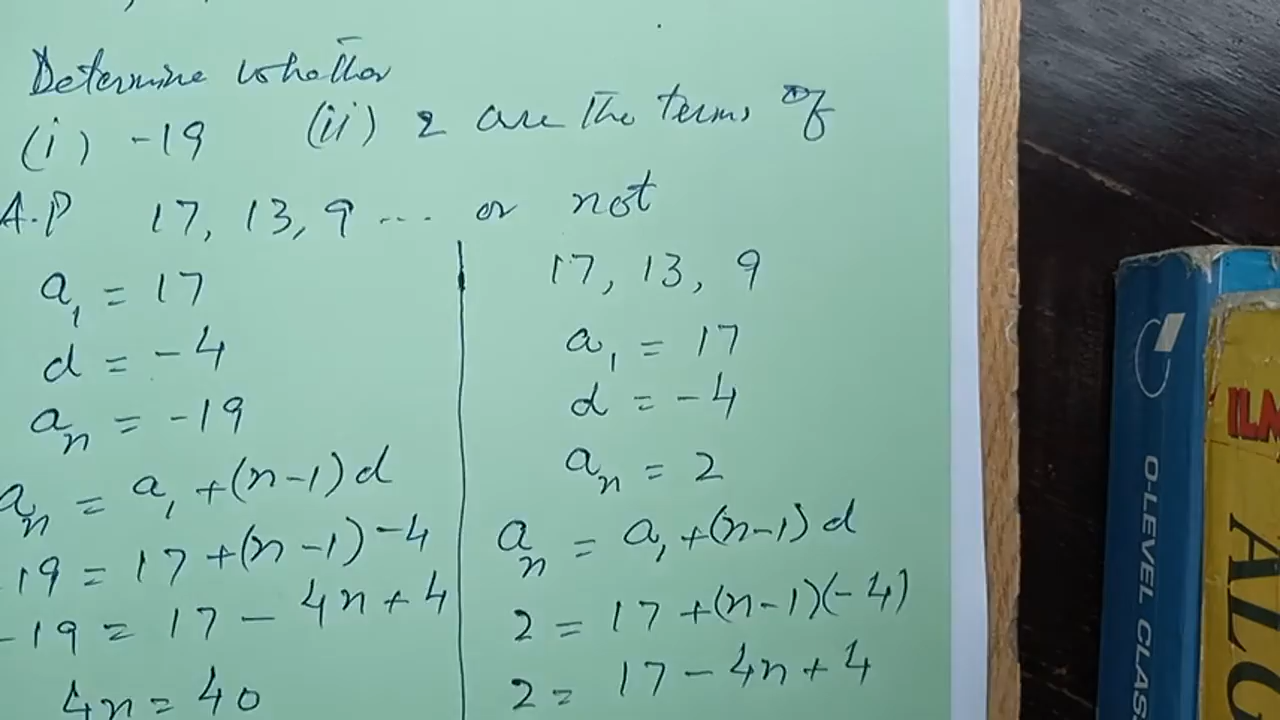 Determine whether
(i) -19 (ii) 2 are the terms of
A.P 17, 13, 9 ... or not
a₁ = 17
d = -4
aₙ = -19
aₙ = a₁ + (n-1) d
19 = 17 + (n-1) -4
-19 = 17 - 4n + 4
4n = 40
17, 13, 9
a₁ = 17
d = -4
aₙ = 2
aₙ = a₁ + (n-1) d
2 = 17 + (n-1)(-4)
2 = 17 - 4n + 4
O-LEVEL CLAS
ILM
ALG